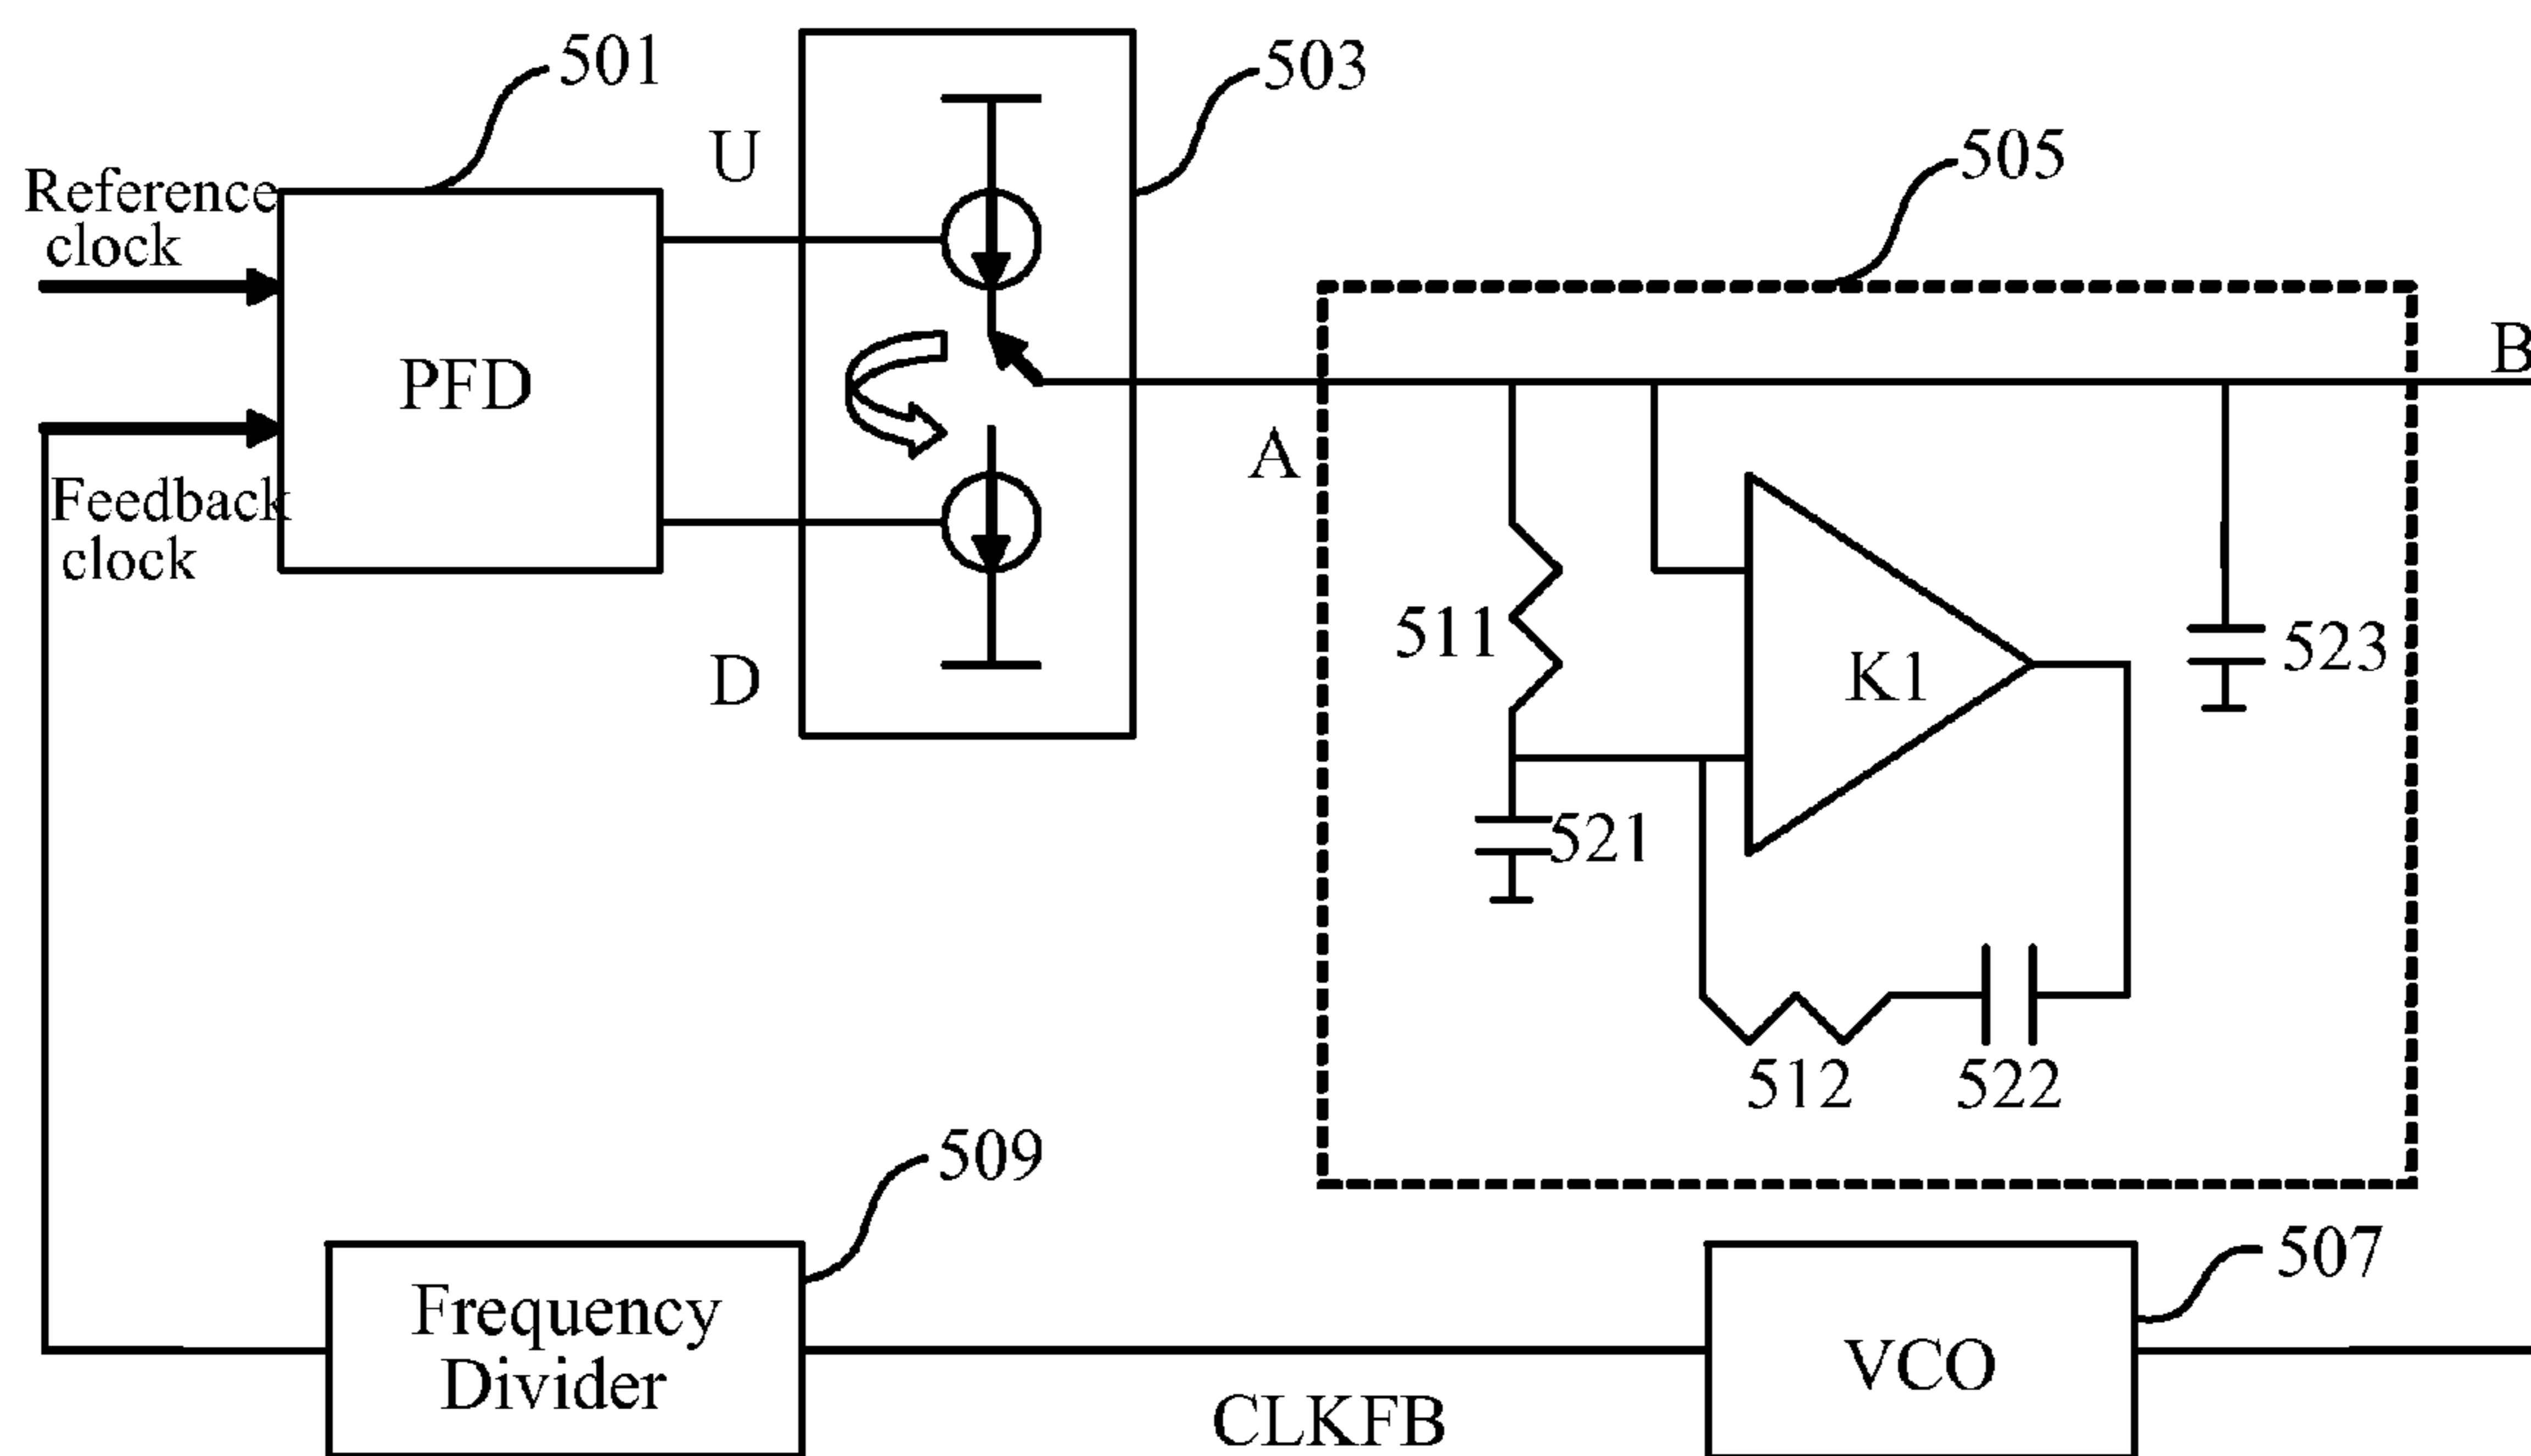 501
503
U
505
Reference
clock
B
PFD
A
Feedback
clock
511
K1
523
D
521
512
522
509
507
Frequency
Divider
VCO
CLKFB